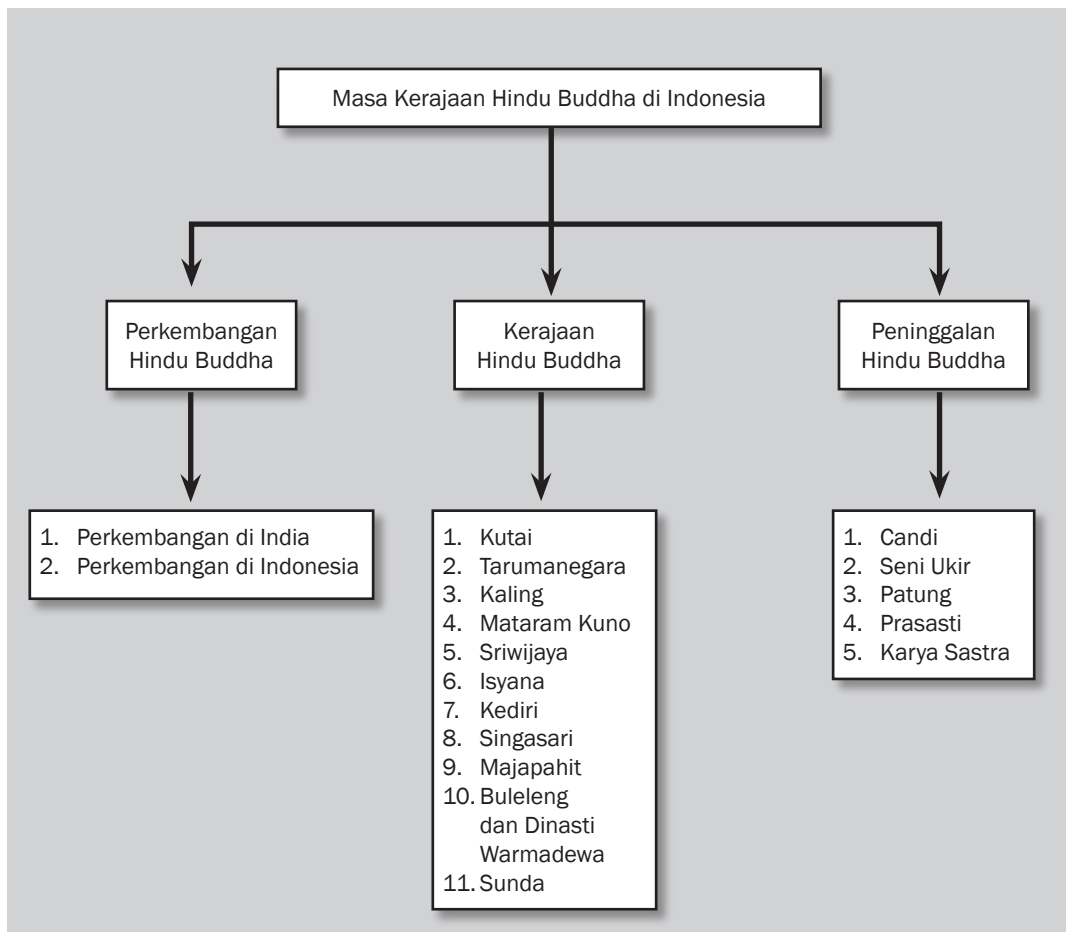 Masa Kerajaan Hindu Buddha di Indonesia
Perkembangan
Hindu Buddha
Kerajaan
Hindu Buddha
Peninggalan
Hindu Buddha
1. Perkembangan di India
2. Perkembangan di Indonesia
1. Kutai
2. Tarumanegara
3. Kaling
4. Mataram Kuno
5. Sriwijaya
6. Isyana
7. Kediri
8. Singasari
9. Majapahit
10. Buleleng
dan Dinasti
Warmadewa
11. Sunda
1. Candi
2. Seni Ukir
3. Patung
4. Prasasti
5. Karya Sastra